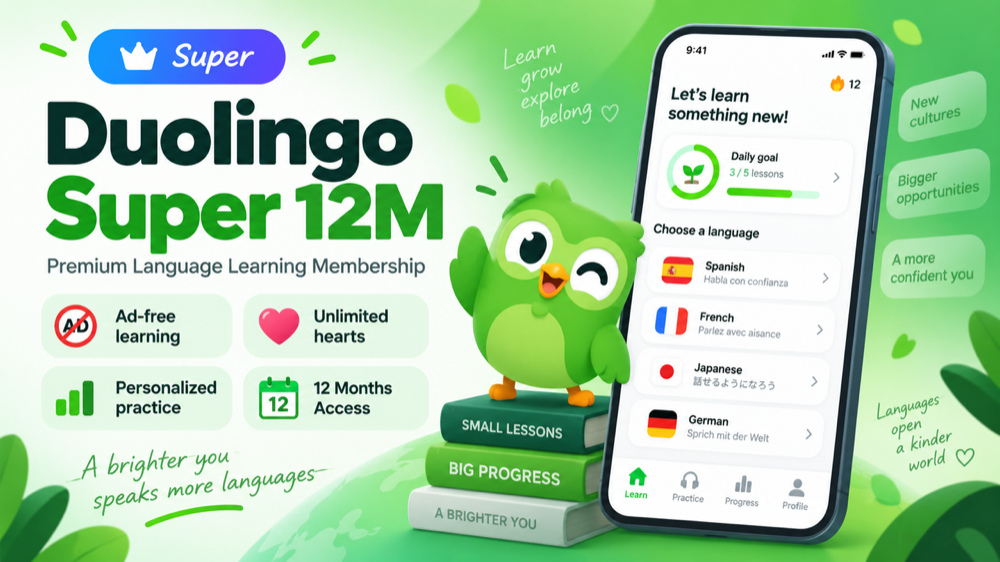 Super
Duolingo
Super 12M
Premium Language Learning Membership
AD
Ad-free
learning
Unlimited
hearts
Personalized
practice
12
12 Months
Access
A brighter you
speaks more languages
Learn
grow
explore
belong
SMALL LESSONS
BIG PROGRESS
A BRIGHTER YOU
9:41
12
Let's learn
something new!
Daily goal
3 / 5 lessons
Choose a language
Spanish
Habla con confianza
French
Parlez avec aisance
Japanese
話せるようになろう
German
Sprich mit der Welt
Learn
Practice
Progress
Profile
New
cultures
Bigger
opportunities
A more
confident you
Languages
open
a kinder
world